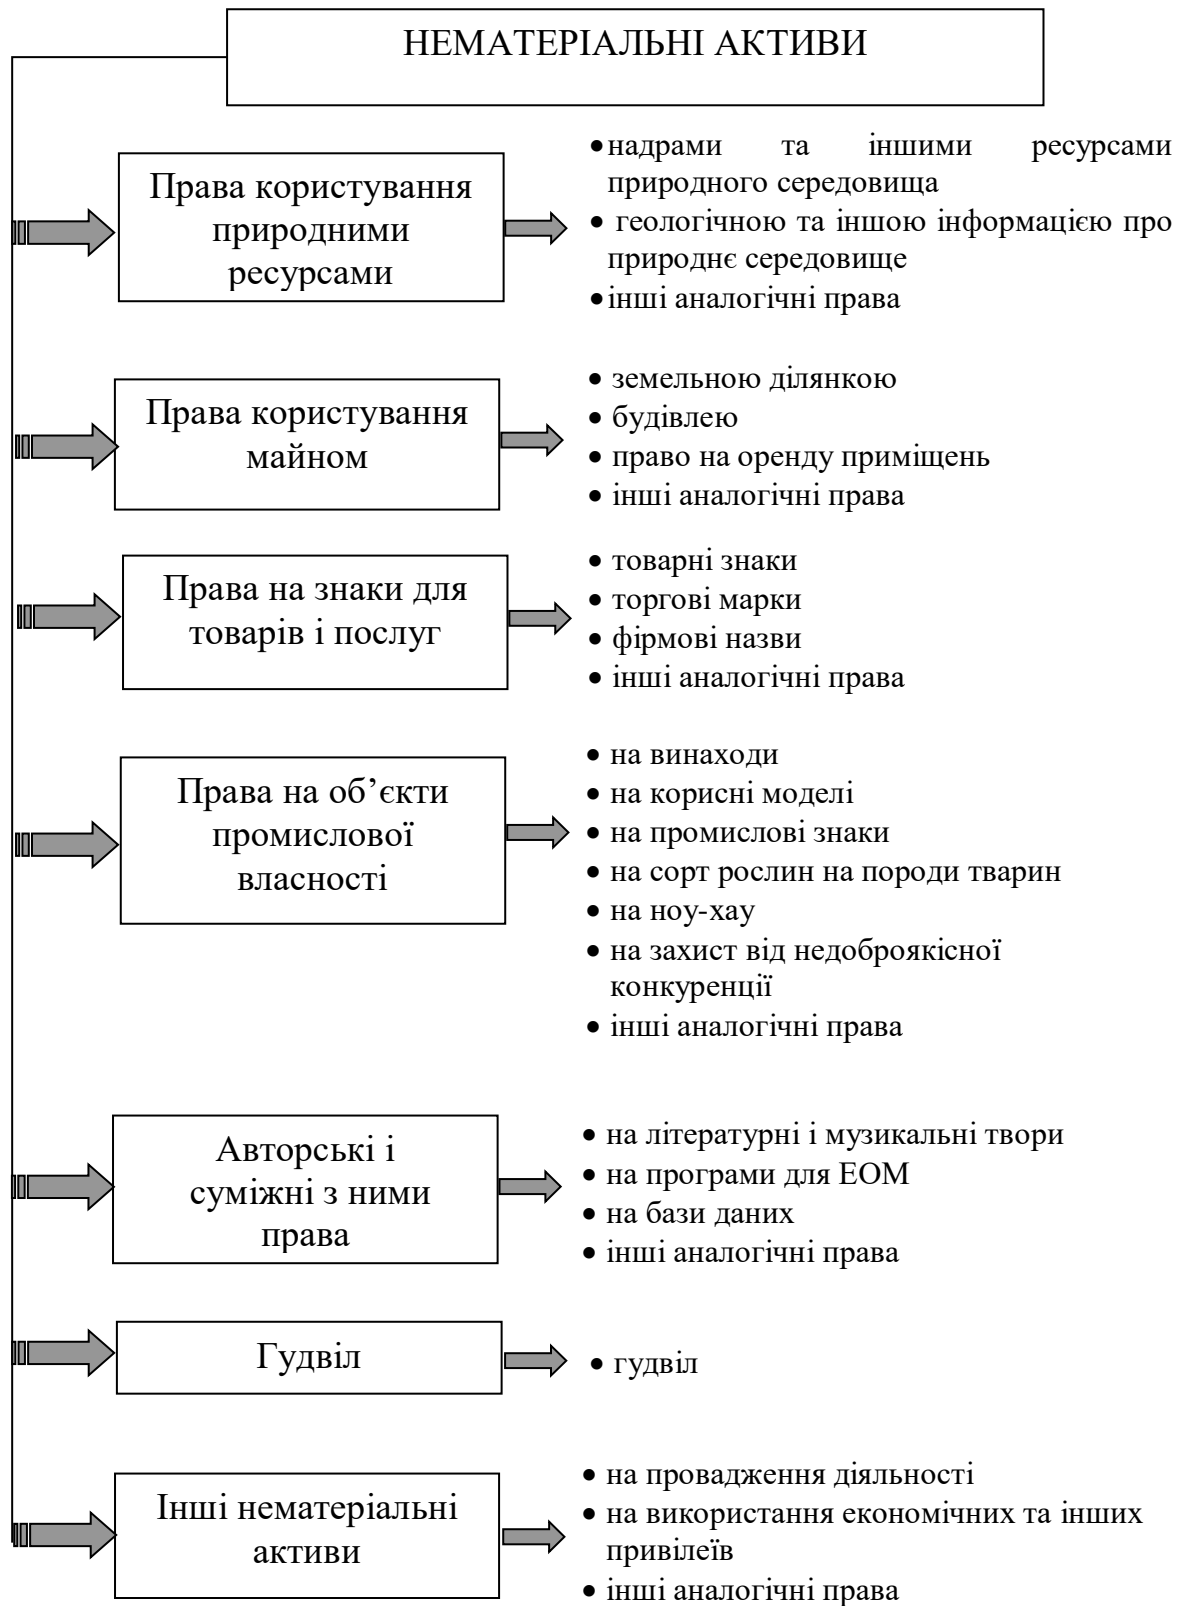 НЕМАТЕРІАЛЬНІ АКТИВИ
Права користування
природними
ресурсами
•надрами та іншими ресурсами
природного середовища
• геологічною та іншою інформацією про
природнє середовище
•інші аналогічні права
Права користування
майном
• земельною ділянкою
• будівлею
• право на оренду приміщень
• інші аналогічні права
Права на знаки для
товарів і послуг
• товарні знаки
• торгові марки
• фірмові назви
• інші аналогічні права
Права на об’єкти
промислової
власності
• на винаходи
• на корисні моделі
• на промислові знаки
• на сорт рослин на породи тварин
• на ноу-хау
• на захист від недоброякісної
конкуренції
• інші аналогічні права
Авторські і
суміжні з ними
права
• на літературні і музикальні твори
• на програми для ЕОМ
• на бази даних
• інші аналогічні права
Гудвіл
• гудвіл
Інші нематеріальні
активи
• на провадження діяльності
• на використання економічних та інших
привілеїв
• інші аналогічні права